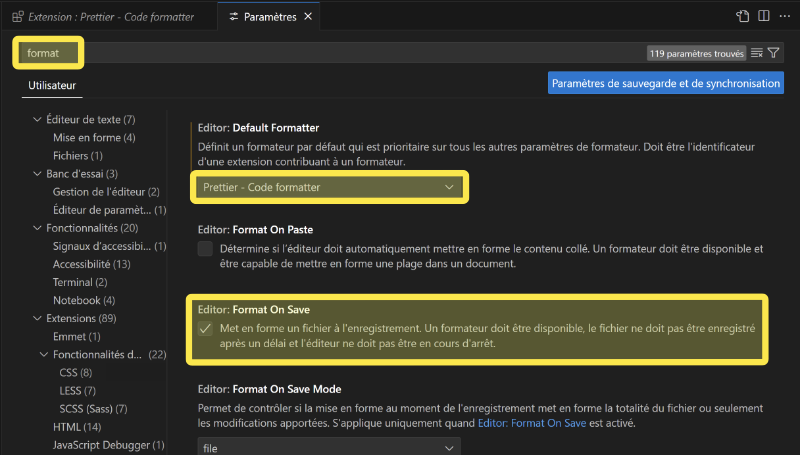 Extension : Prettier - Code formatter
Paramètres
format
119 paramètres trouvés
Utilisateur
Paramètres de sauvegarde et de synchronisation
Éditeur de texte (7)
Mise en forme (4)
Fichiers (1)
Banc d'essai (3)
Gestion de l'éditeur (2)
Éditeur de paramèt... (1)
Fonctionnalités (20)
Signaux d'accessibi... (1)
Accessibilité (13)
Terminal (2)
Notebook (4)
Extensions (89)
Emmet (1)
Fonctionnalités d... (22)
CSS (8)
LESS (7)
SCSS (Sass) (7)
HTML (14)
JavaScript Debugger (1)
Editor: Default Formatter
Définit un formateur par défaut qui est prioritaire sur tous les autres paramètres de formateur. Doit être l'identificateur
d'une extension contribuant à un formateur.
Prettier - Code formatter
Editor: Format On Paste
Détermine si l'éditeur doit automatiquement mettre en forme le contenu collé. Un formateur doit être disponible et
être capable de mettre en forme une plage dans un document.
Editor: Format On Save
Met en forme un fichier à l'enregistrement. Un formateur doit être disponible, le fichier ne doit pas être enregistré
après un délai et l'éditeur ne doit pas être en cours d'arrêt.
Editor: Format On Save Mode
Permet de contrôler si la mise en forme au moment de l'enregistrement met en forme la totalité du fichier ou seulement
les modifications apportées. S'applique uniquement quand Editor: Format On Save est activé.
file